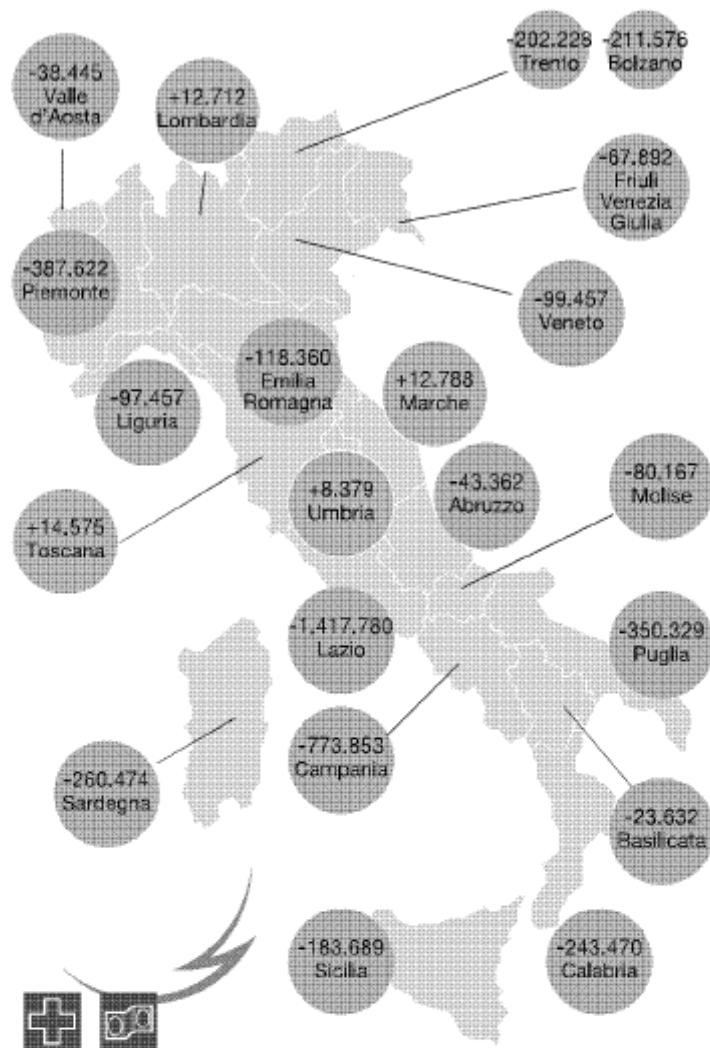 -202.228
Trento
-211.576
Bolzano
-38.445
Valle
d'Aosta
+12.712
Lombardia
-67.892
Friuli
Venezia
Giulia
-387.622
Piemonte
-99.457
Veneto
-118.360
Emilia
Romagna
+12.788
Marche
-97.457
Liguria
-80.167
Molise
-43.362
Abruzzo
+8.379
Umbria
+14.575
Toscana
-1.417.780
Lazio
-350.329
Puglia
-773.853
Campania
-260.474
Sardegna
-23.632
Basilicata
-183.689
Sicilia
-243.470
Calabria